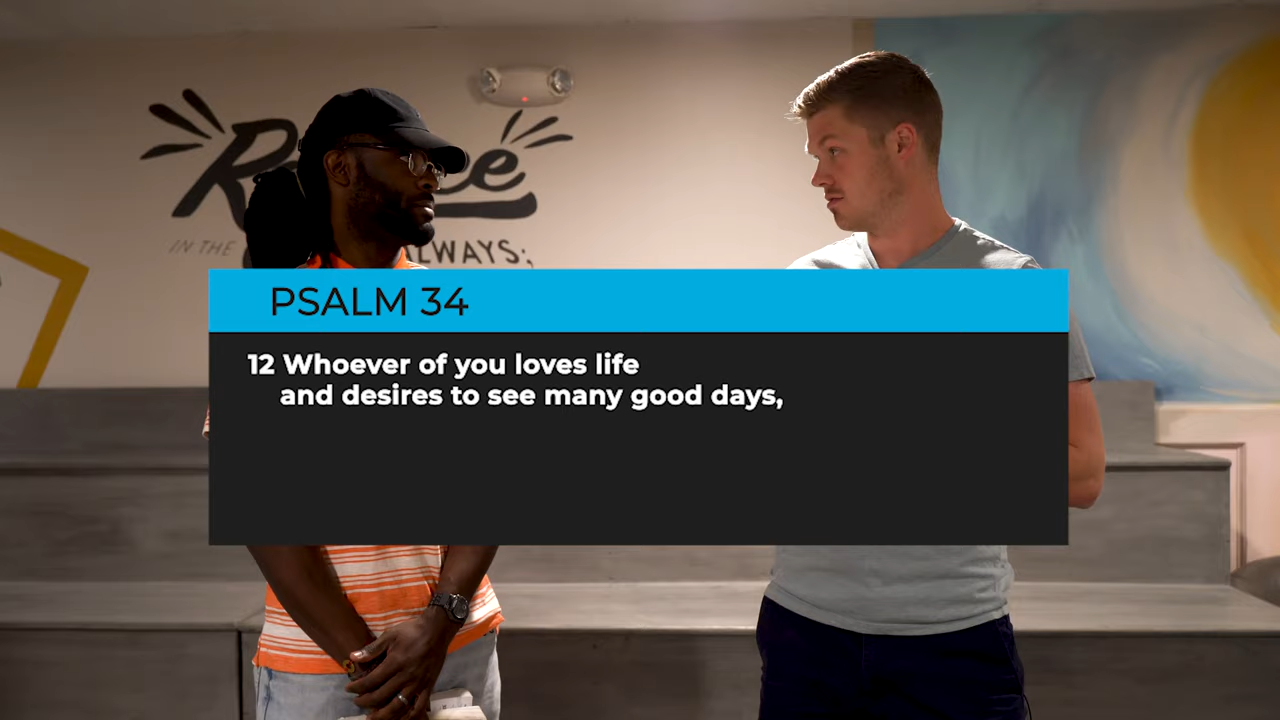 IN THE ALWAYS;
PSALM 34
12 Whoever of you loves life
and desires to see many good days,